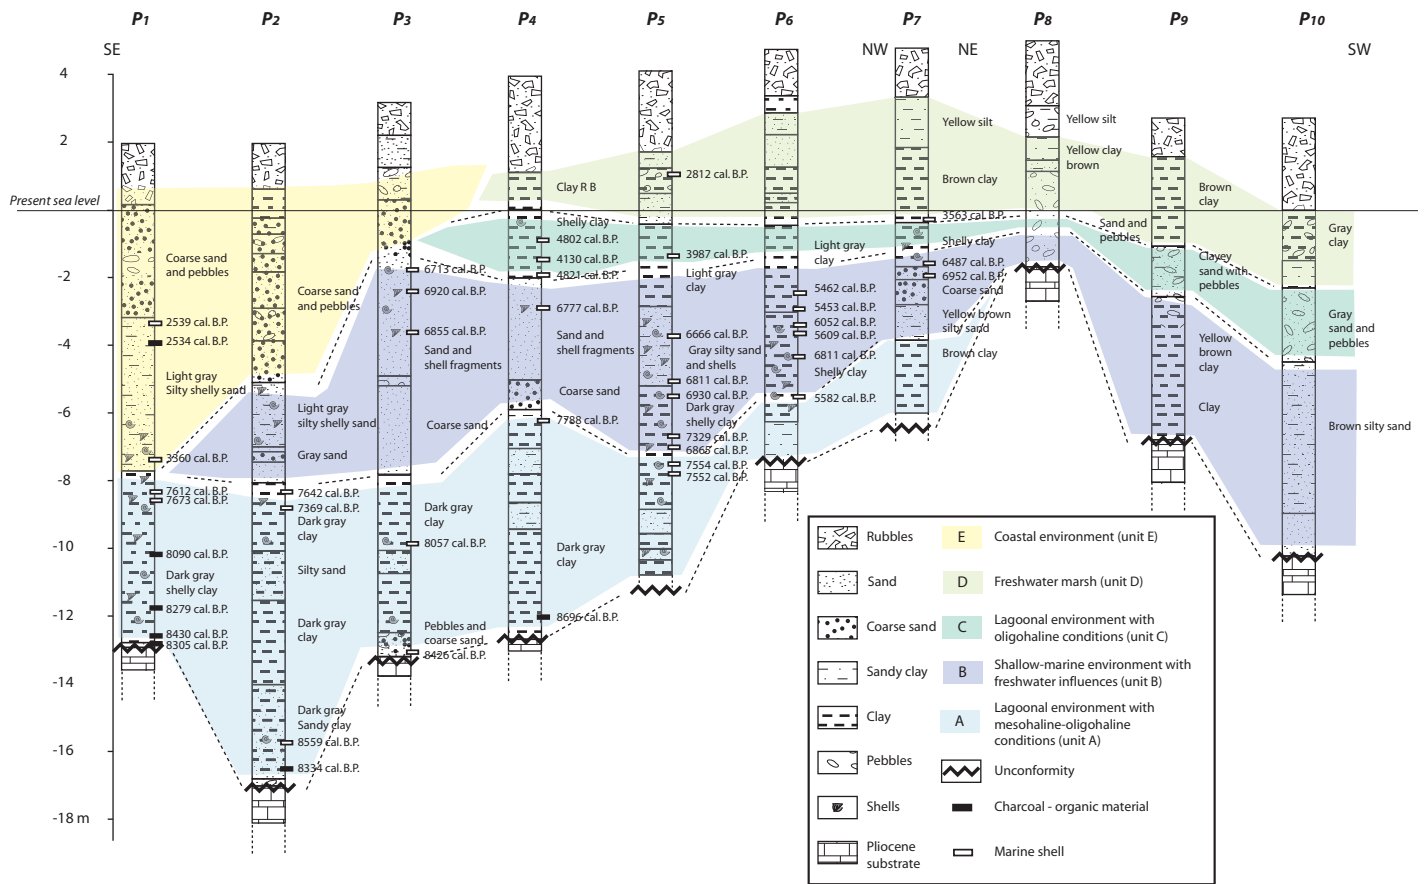 P1 P2 P3 P4 P5 P6 P7 P8 P9 P10
SE NW NE SW
4
2
Present sea level
-2
-4
-6
-8
-10
-12
-14
-16
-18 m
Coarse sand
and pebbles
2539 cal. B.P.
2534 cal. B.P.
Light gray
Silty shelly sand
3360 cal. B.P.
7612 cal. B.P.
7673 cal. B.P.
8090 cal. B.P.
Dark gray
shelly clay
8279 cal. B.P.
8430 cal. B.P.
8305 cal. B.P.
Coarse sand
and pebbles
Light gray
silty shelly sand
Gray sand
7642 cal. B.P.
7369 cal. B.P.
Dark gray
clay
Silty sand
Dark gray
clay
Dark gray
Sandy clay
8559 cal. B.P.
8334 cal. B.P.
6713 cal. B.P.
6920 cal. B.P.
6855 cal. B.P.
Sand and
shell fragments
Coarse sand
Dark gray
clay
8057 cal. B.P.
Pebbles and
coarse sand
8426 cal. B.P.
Clay R B
Shelly clay
4802 cal. B.P.
4130 cal. B.P.
4821 cal. B.P.
6777 cal. B.P.
Sand and
shell fragments
Coarse sand
7788 cal. B.P.
Dark gray
clay
8696 cal. B.P.
2812 cal. B.P.
3987 cal. B.P.
Light gray
clay
6666 cal. B.P.
Gray silty sand
and shells
6811 cal. B.P.
6930 cal. B.P.
Dark gray
shelly clay
7329 cal. B.P.
6865 cal. B.P.
7554 cal. B.P.
7552 cal. B.P.
Light gray
clay
5462 cal. B.P.
5453 cal. B.P.
6052 cal. B.P.
5609 cal. B.P.
6811 cal. B.P.
Shelly clay
5582 cal. B.P.
Yellow silt
Brown clay
3563 cal. B.P.
Shelly clay
6487 cal. B.P.
6952 cal. B.P.
Coarse sand
Yellow brown
silty sand
Brown clay
Yellow silt
Yellow clay
brown
Sand and
pebbles
Brown
clay
Clayey
sand with
pebbles
Yellow
brown
clay
Clay
Gray
clay
Gray
sand and
pebbles
Brown silty sand
Rubbles
Sand
Coarse sand
Sandy clay
Clay
Pebbles
Shells
Pliocene
substrate
E Coastal environment (unit E)
D Freshwater marsh (unit D)
C Lagoonal environment with
oligohaline conditions (unit C)
B Shallow-marine environment with
freshwater influences (unit B)
A Lagoonal environment with
mesohaline-oligohaline
conditions (unit A)
Unconformity
Charcoal - organic material
Marine shell